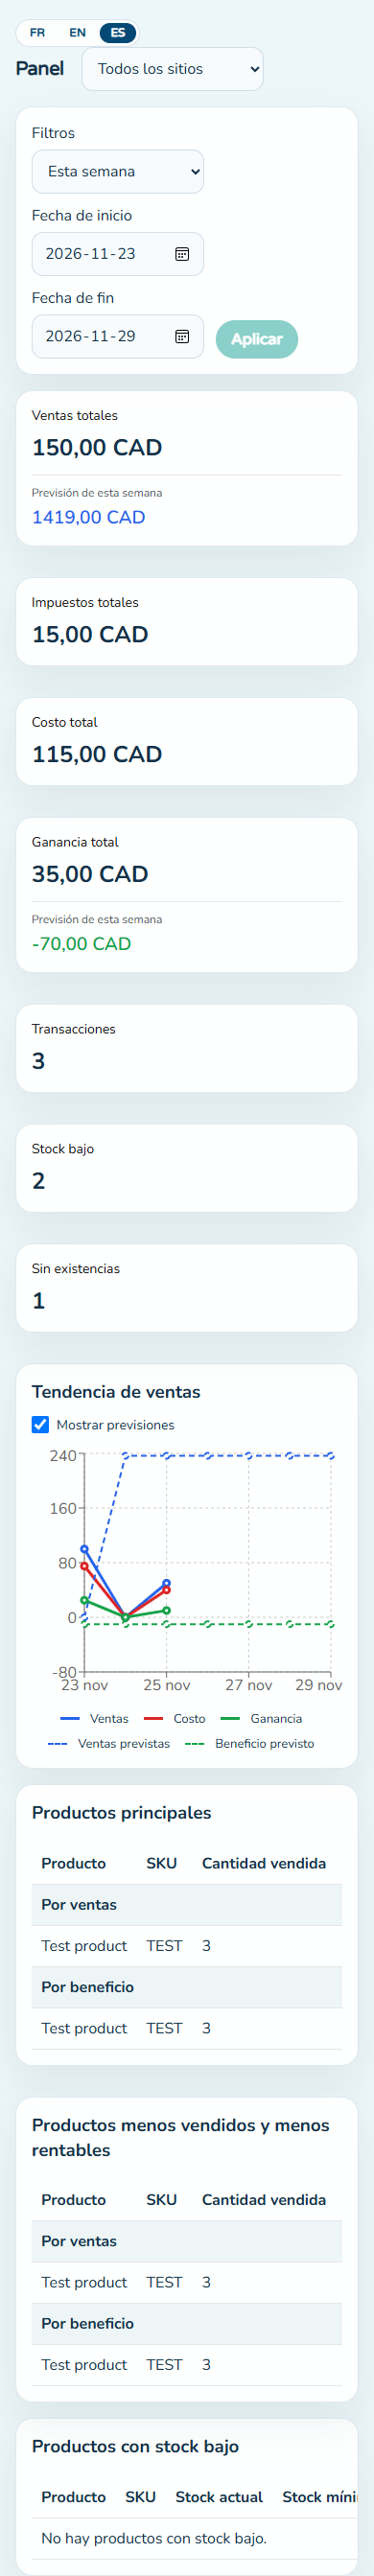 FR EN ES
Panel Todos los sitios
Filtros
Esta semana
Fecha de inicio
2026-11-23
Fecha de fin
2026-11-29 Aplicar
Ventas totales
150,00 CAD
Previsión de esta semana
1419,00 CAD
Impuestos totales
15,00 CAD
Costo total
115,00 CAD
Ganancia total
35,00 CAD
Previsión de esta semana
-70,00 CAD
Transacciones
3
Stock bajo
2
Sin existencias
1
Tendencia de ventas
Mostrar previsiones
240
160
80
0
-80
23 nov 25 nov 27 nov 29 nov
Ventas Costo Ganancia
Ventas previstas Beneficio previsto
Productos principales
Producto SKU Cantidad vendida
Por ventas
Test product TEST 3
Por beneficio
Test product TEST 3
Productos menos vendidos y menos
rentables
Producto SKU Cantidad vendida
Por ventas
Test product TEST 3
Por beneficio
Test product TEST 3
Productos con stock bajo
Producto SKU Stock actual Stock
No hay productos con stock bajo.